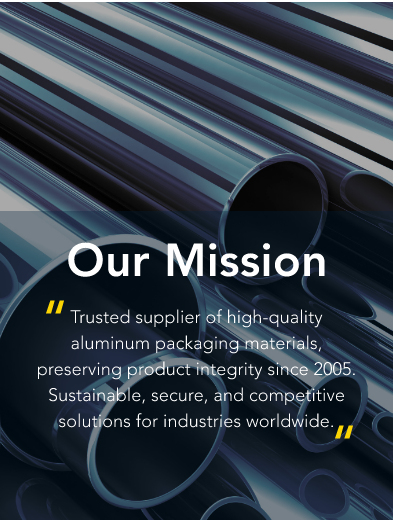 Our Mission
" Trusted supplier of high-quality
aluminum packaging materials,
preserving product integrity since 2005.
Sustainable, secure, and competitive
solutions for industries worldwide. "